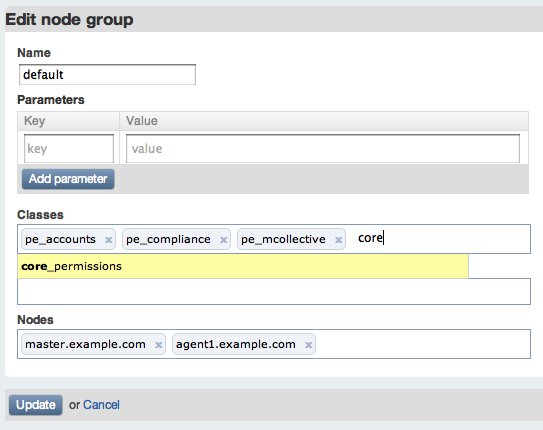 Edit node group
Name
default
Parameters
Key Value
key value
Add parameter
Classes
pe_accounts × pe_compliance × pe_mcollective × core
core_permissions
Nodes
master.example.com × agent1.example.com ×
Update or Cancel